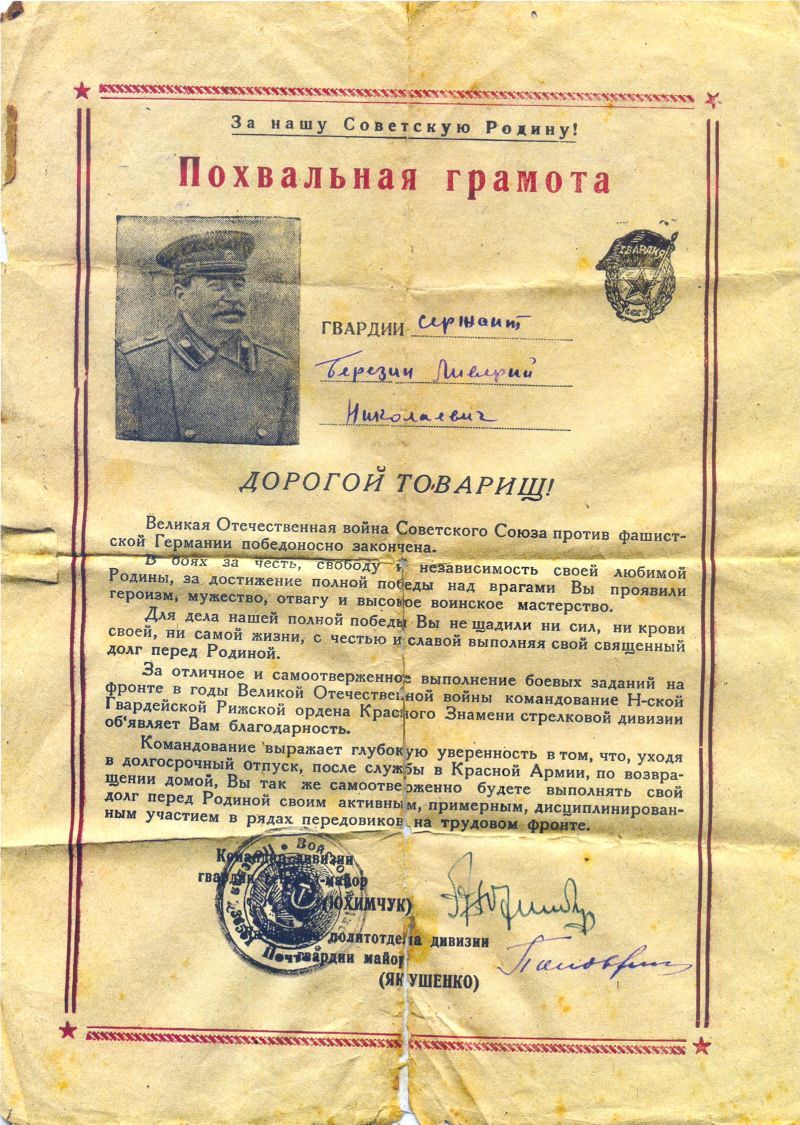 За нашу Советскую Родину!
Похвальная грамота
ГВАРДИЯ
СССР
ГВАРДИИ сержант
Березин Ливерий
Николаевич
ДОРОГОЙ ТОВАРИЩ!
Великая Отечественная война Советского Союза против фашист-
ской Германии победоносно закончена.
В боях за честь, свободу и независимость своей любимой
Родины, за достижение полной победы над врагами Вы проявили
героизм, мужество, отвагу и высокое воинское мастерство.
Для дела нашей полной победы Вы не щадили ни сил, ни крови
своей, ни самой жизни, с честью и славой выполняя свой священный
долг перед Родиной.
За отличное и самоотверженное выполнение боевых заданий на
фронте в годы Великой Отечественной войны командование Н-ской
Гвардейской Рижской ордена Красного Знамени стрелковой дивизии
об'являет Вам благодарность.
Командование выражает глубокую уверенность в том, что, уходя
в долгосрочный отпуск, после службы в Красной Армии, по возвра-
щении домой, Вы так же самоотверженно будете выполнять свой
долг перед Родиной своим активным, примерным, дисциплинирован-
ным участием в рядах передовиков на трудовом фронте.
Командир дивизии
гвардии генерал-майор
(ЮХИМЧУК)
политотдела дивизии
гвардии майор
(ЯКУШЕНКО)